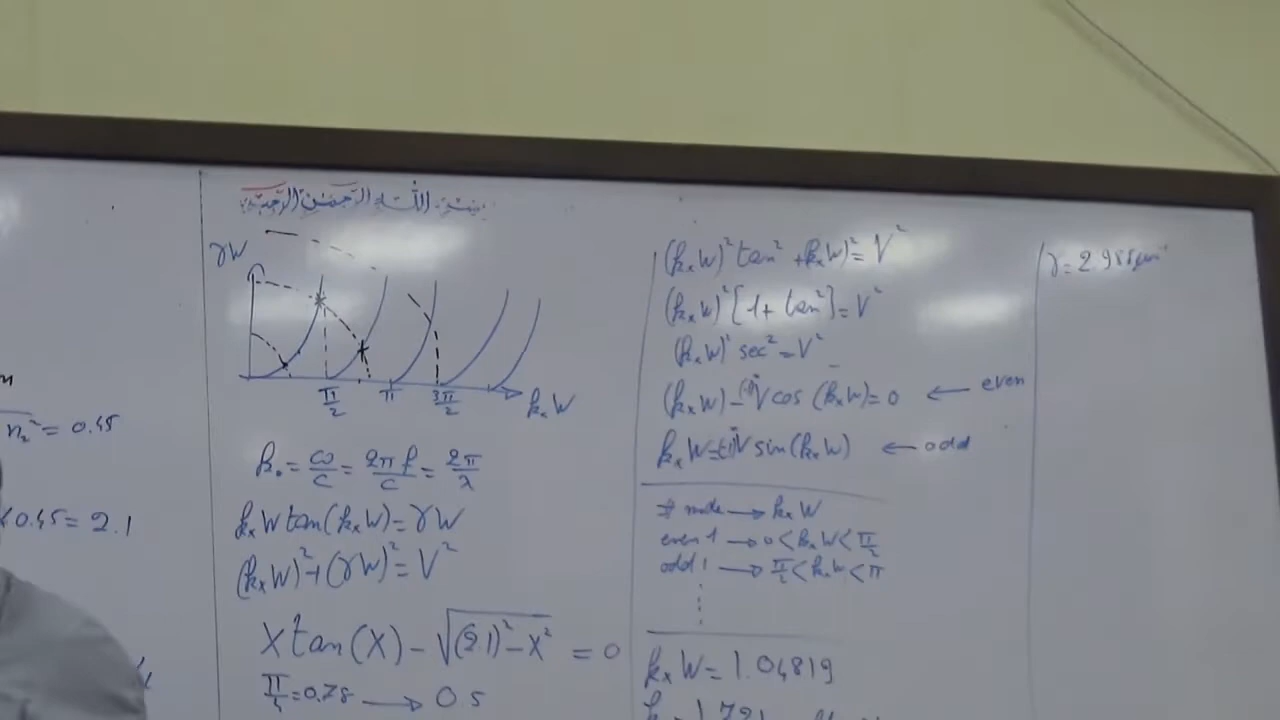 بسم الله الرحمن الرحيم
γW
π/2 π 3π/2 kₓW
n₂² = 0.45
0.45 = 2.1
k₀ = ω/c = 2πf/c = 2π/λ
kₓW tan(kₓW) = γW
(kₓW)² + (γW)² = V²
X tan(X) - √((2.1)² - X²) = 0
π/4 = 0.78 → 0.5
(kₓW)² tan² + kₓW)² = V²
(kₓW)² [1 + tan²] = V²
(kₓW)² sec² = V²
(kₓW) - V cos (kₓW) = 0 ← even
kₓW = V sin(kₓW) ← odd
# mode → kₓW
even 1 → 0 < kₓW < π/2
odd 1 → π/2 < kₓW < π
kₓW = 1.04819